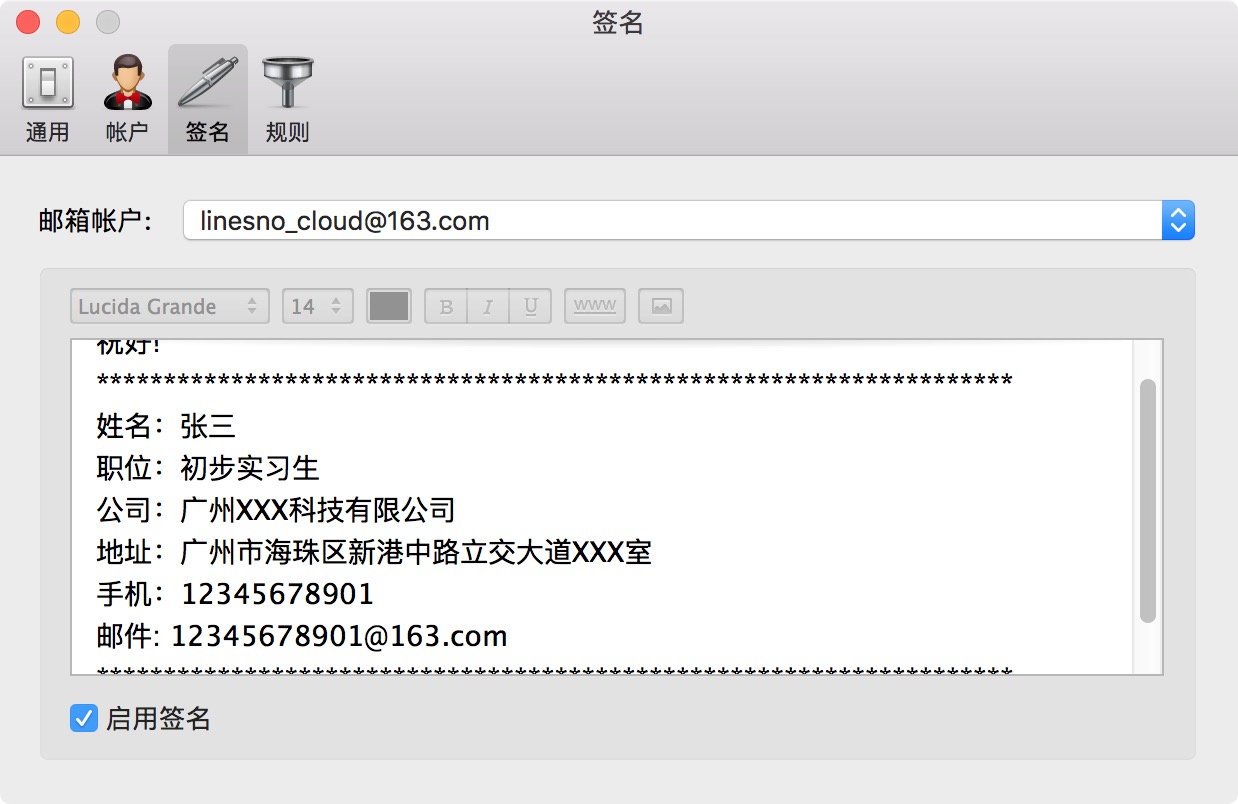 签名
通用 帐户 签名 规则
邮箱帐户: linesno_cloud@163.com
Lucida Grande 14 B I U www
祝好!
********************************************************************
姓名：张三
职位：初步实习生
公司：广州XXX科技有限公司
地址：广州市海珠区新港中路立交大道XXX室
手机：12345678901
邮件: 12345678901@163.com
********************************************************************
启用签名